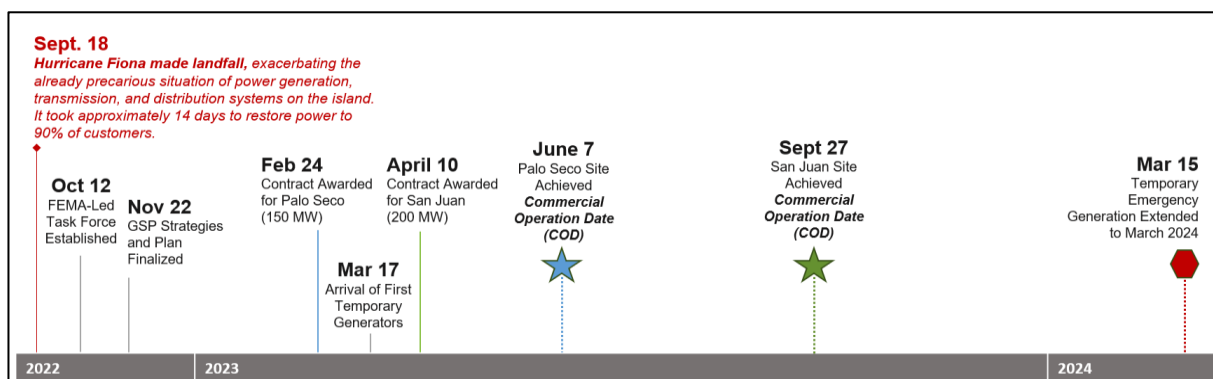 Sept. 18
Hurricane Fiona made landfall, exacerbating the
already precarious situation of power generation,
transmission, and distribution systems on the island.
It took approximately 14 days to restore power to
90% of customers.
Oct 12
FEMA-Led
Task Force
Established
Nov 22
GSP Strategies
and Plan
Finalized
Feb 24
Contract Awarded
for Palo Seco
(150 MW)
Mar 17
Arrival of First
Temporary
Generators
April 10
Contract Awarded
for San Juan
(200 MW)
June 7
Palo Seco Site
Achieved
Commercial
Operation Date
(COD)
Sept 27
San Juan Site
Achieved
Commercial
Operation Date
(COD)
Mar 15
Temporary
Emergency
Generation Extended
to March 2024
2022
2023
2024